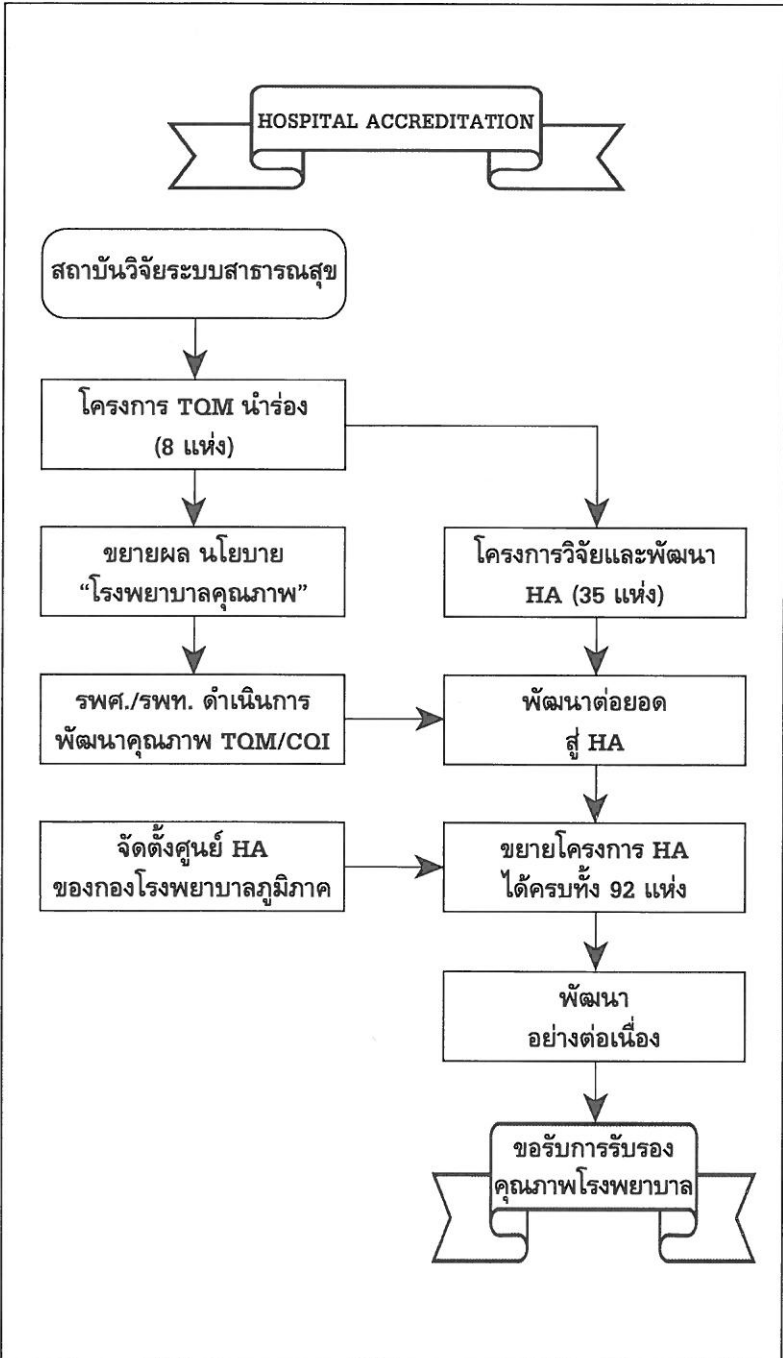 HOSPITAL ACCREDITATION
สถาบันวิจัยระบบสาธารณสุข
โครงการ TQM นำร่อง
(8 แห่ง)
ขยายผล นโยบาย
“โรงพยาบาลคุณภาพ”
โครงการวิจัยและพัฒนา
HA (35 แห่ง)
รพศ./รพท. ดำเนินการ
พัฒนาคุณภาพ TQM/CQI
พัฒนาต่อยอด
สู่ HA
จัดตั้งศูนย์ HA
ของกองโรงพยาบาลภูมิภาค
ขยายโครงการ HA
ได้ครบทั้ง 92 แห่ง
พัฒนา
อย่างต่อเนื่อง
ขอรับการรับรอง
คุณภาพโรงพยาบาล